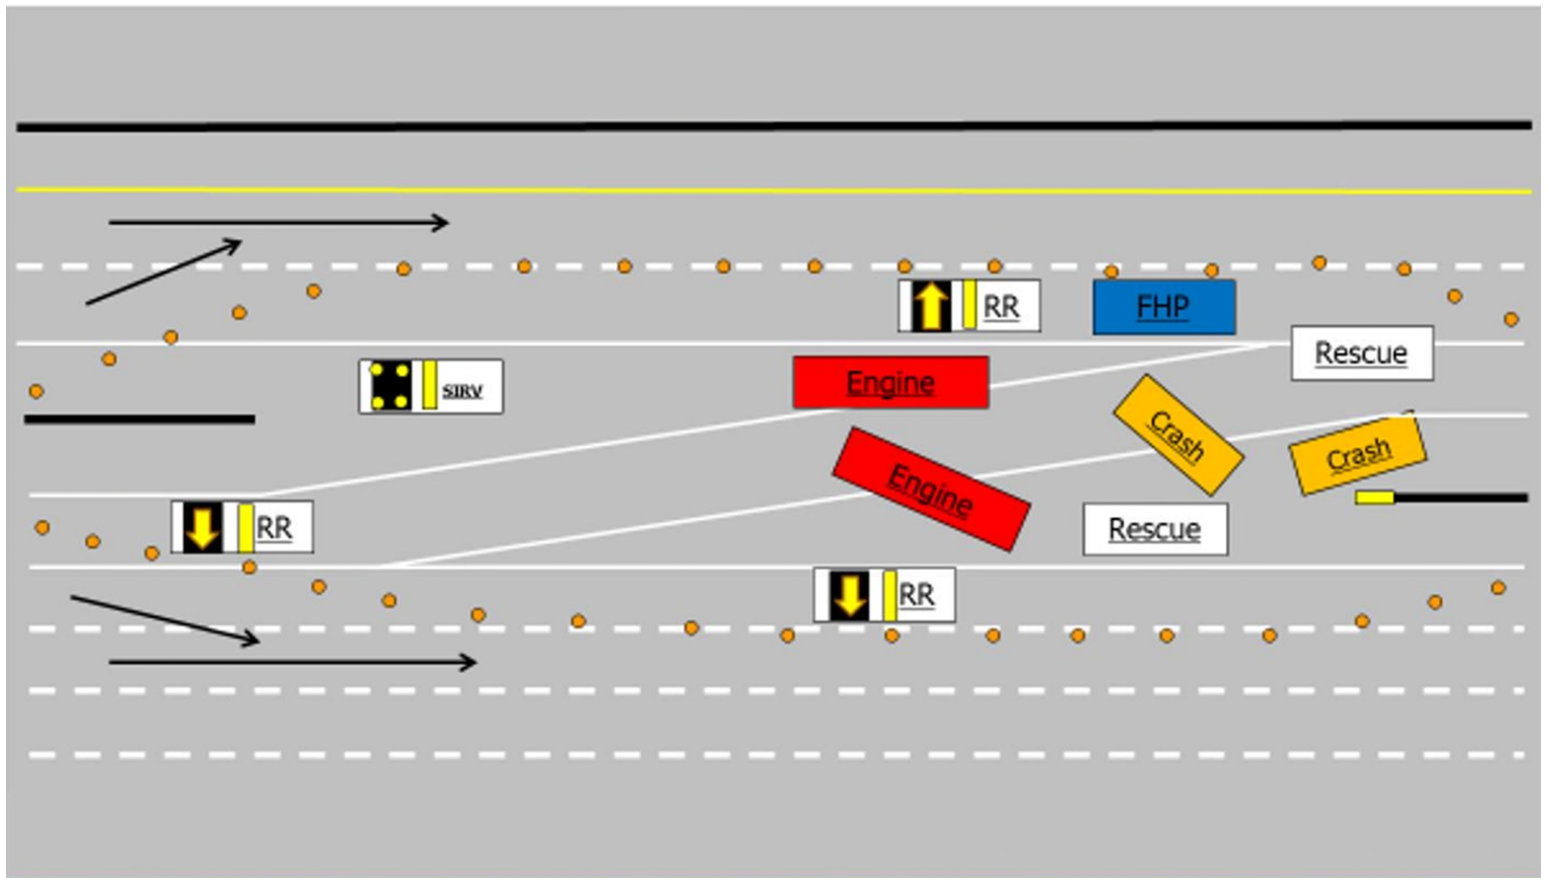 RR
FHP
Rescue
SIRV
Engine
Crash
Crash
Engine
RR
Rescue
RR